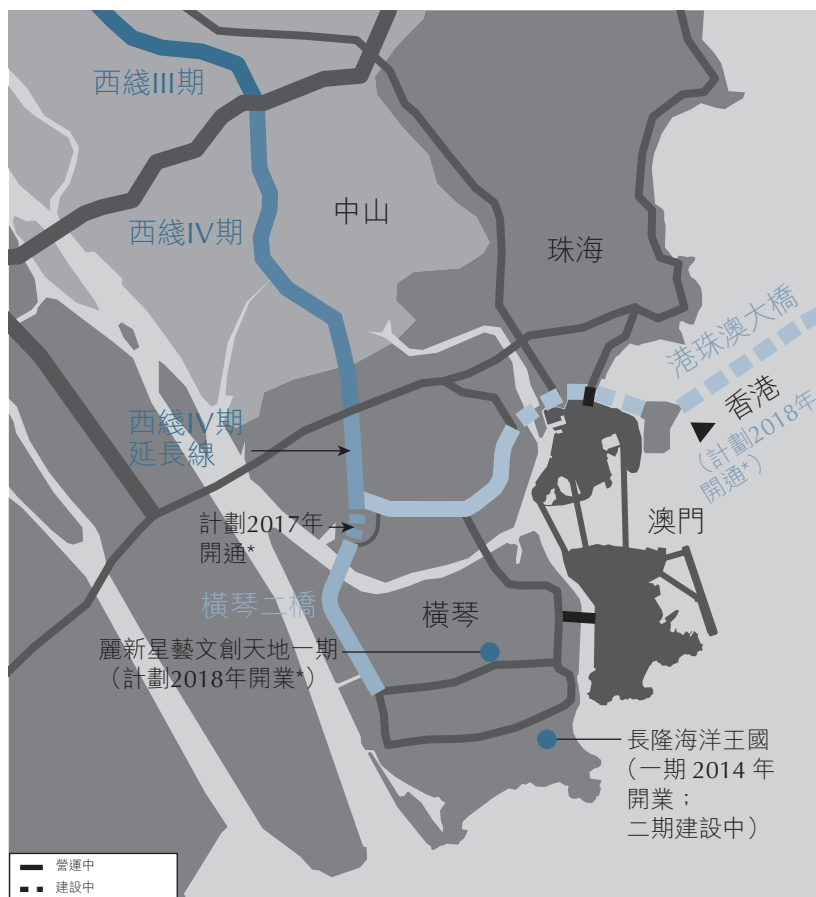 西綫III期
中山
西綫IV期
珠海
港珠澳大橋
香港
(計劃2018年
開通*)
西綫IV期
延長線
計劃2017年
開通*
澳門
橫琴二橋
橫琴
麗新星藝文創天地一期
(計劃2018年開業*)
長隆海洋王國
(一期 2014 年
開業;
二期建設中)
營運中
建設中